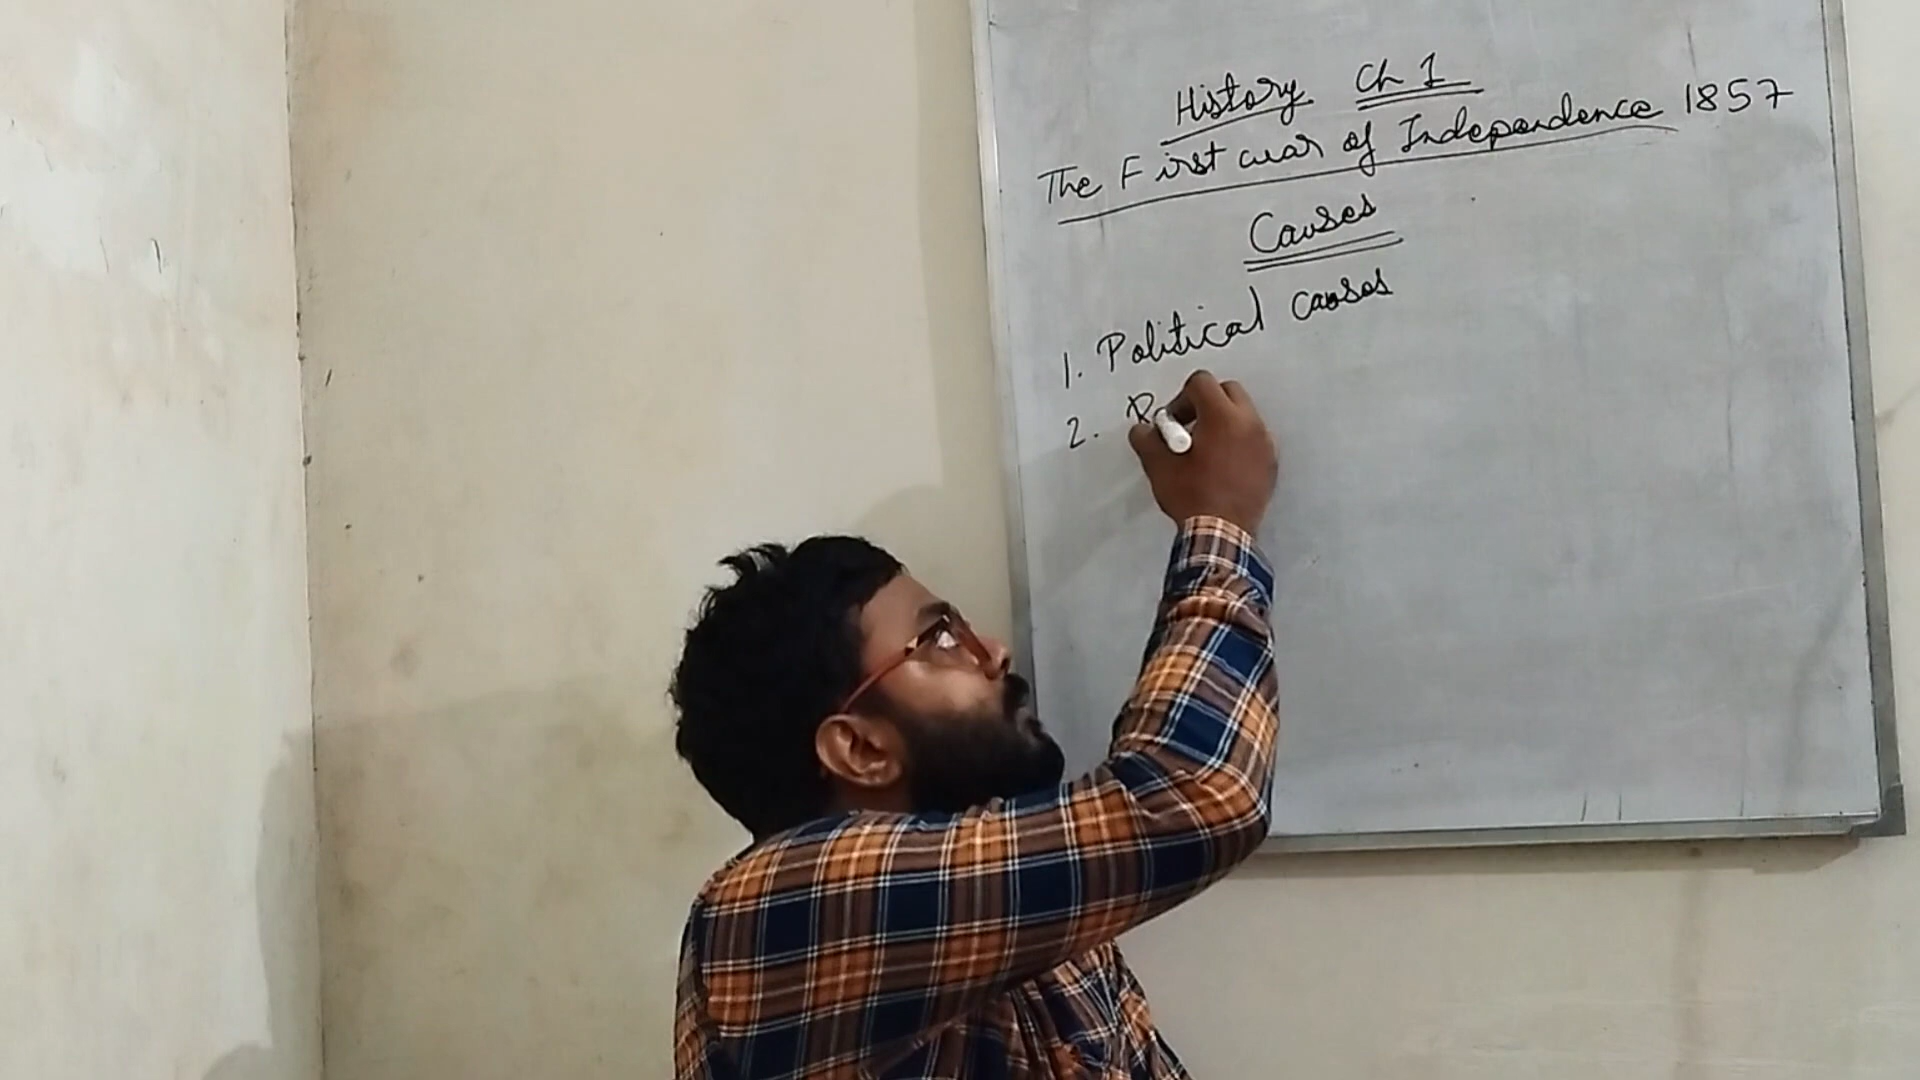 History Ch 1
The First war of Independence 1857
Causes
1. Political causes
2. R